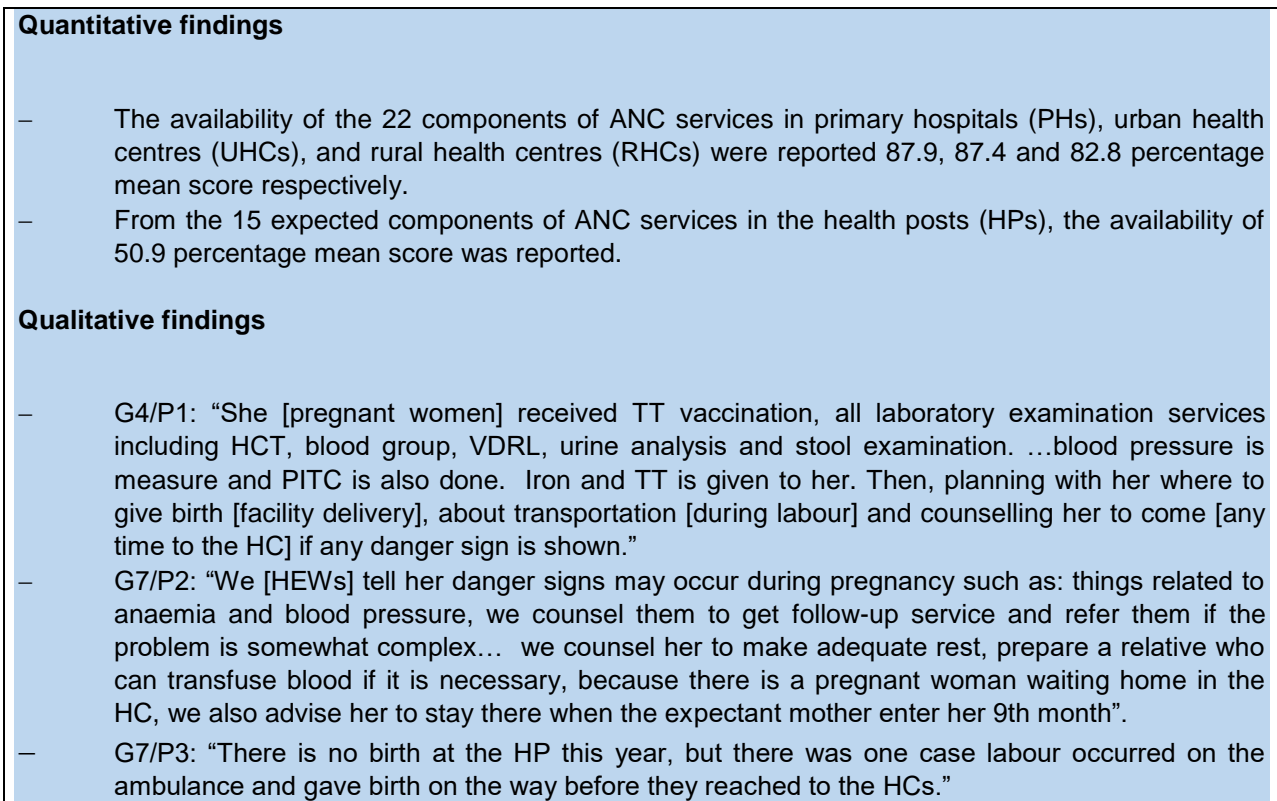 Quantitative findings
– The availability of the 22 components of ANC services in primary hospitals (PHs), urban health
centres (UHCs), and rural health centres (RHCs) were reported 87.9, 87.4 and 82.8 percentage
mean score respectively.
– From the 15 expected components of ANC services in the health posts (HPs), the availability of
50.9 percentage mean score was reported.
Qualitative findings
– G4/P1: “She [pregnant women] received TT vaccination, all laboratory examination services
including HCT, blood group, VDRL, urine analysis and stool examination. …blood pressure is
measure and PITC is also done. Iron and TT is given to her. Then, planning with her where to
give birth [facility delivery], about transportation [during labour] and counselling her to come [any
time to the HC] if any danger sign is shown.”
– G7/P2: “We [HEWs] tell her danger signs may occur during pregnancy such as: things related to
anaemia and blood pressure, we counsel them to get follow-up service and refer them if the
problem is somewhat complex… we counsel her to make adequate rest, prepare a relative who
can transfuse blood if it is necessary, because there is a pregnant woman waiting home in the
HC, we also advise her to stay there when the expectant mother enter her 9th month”.
– G7/P3: “There is no birth at the HP this year, but there was one case labour occurred on the
ambulance and gave birth on the way before they reached to the HCs.”